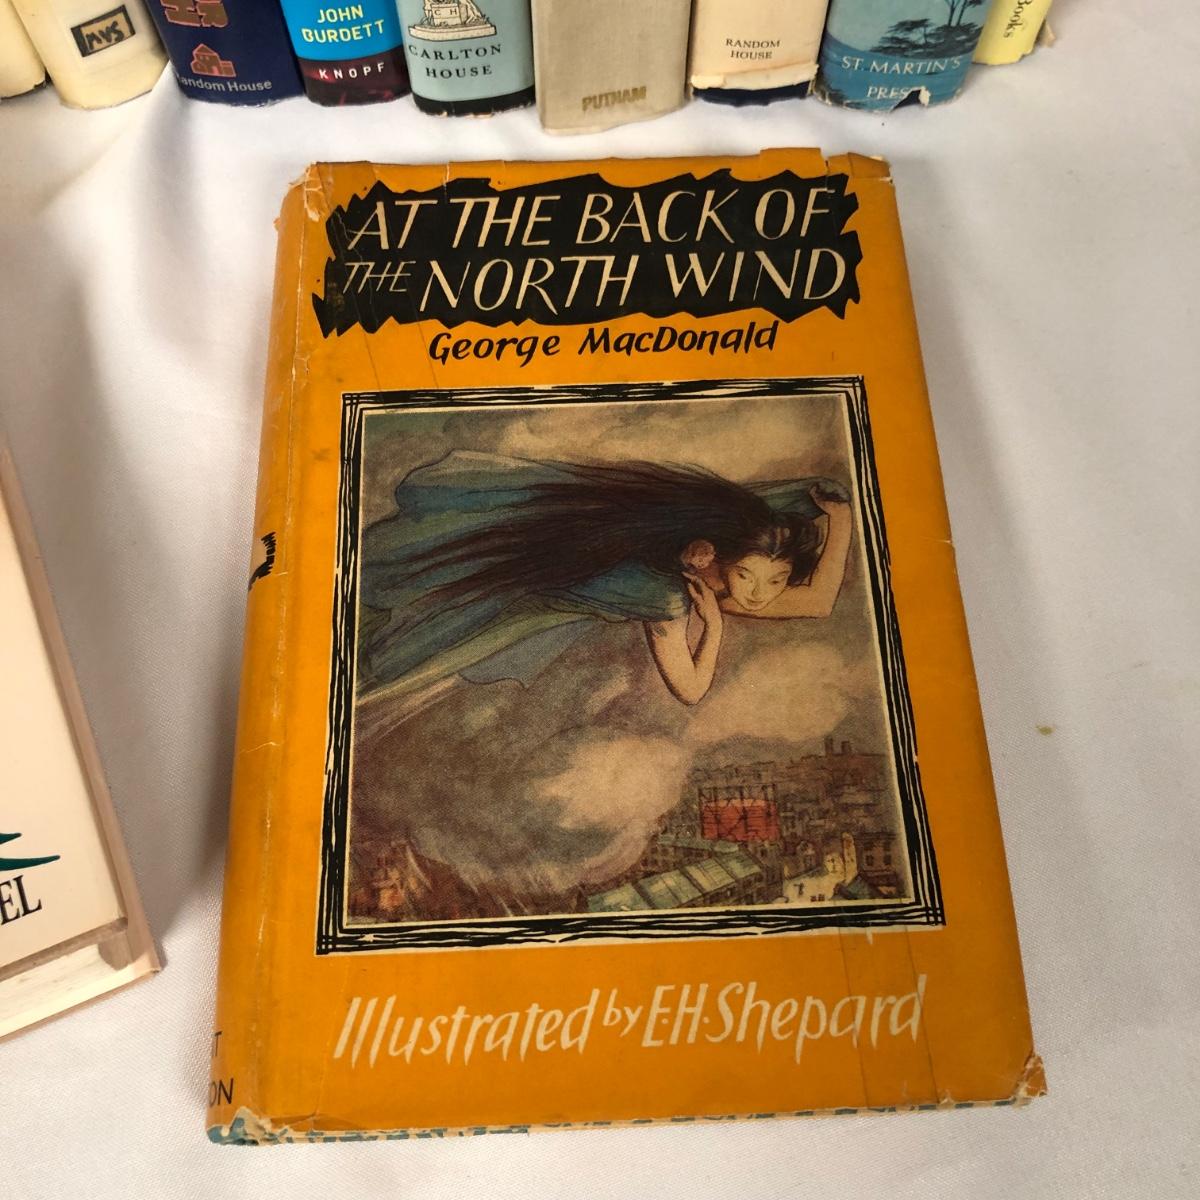 MVS
Random House
JOHN
BURDETT
KNOPF
CH
CARLTON
HOUSE
PUTNAM
RANDOM
HOUSE
ST. MARTIN'S
PRESS
Books
AT THE BACK OF
THE NORTH WIND
George MacDonald
Illustrated by E.H. Shepard
EL
T
ON